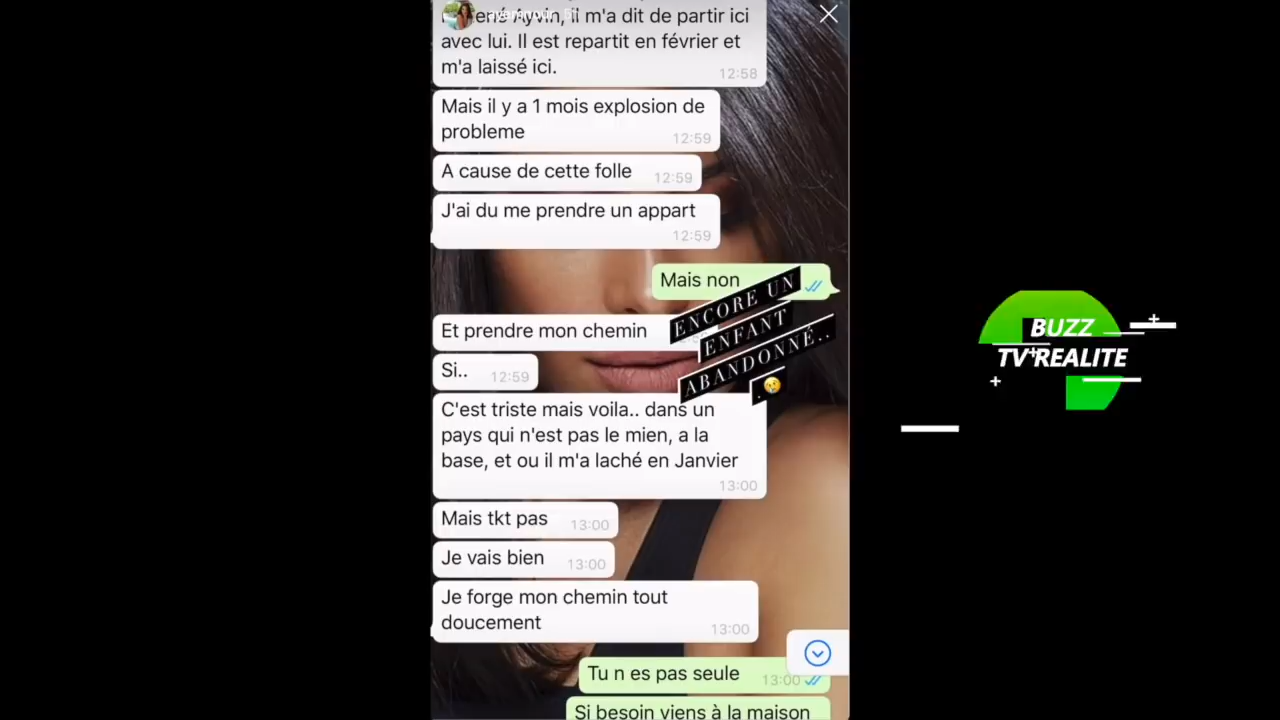 il m'a dit de partir ici
avec lui. Il est repartit en février et
m'a laissé ici.
12:58
Mais il y a 1 mois explosion de
probleme
12:59
A cause de cette folle
12:59
J'ai du me prendre un appart
12:59
Mais non
Et prendre mon chemin
ENCORE UN
ENFANT
ABANDONNÉ..
Si..
12:59
C'est triste mais voila.. dans un
pays qui n'est pas le mien, a la
base, et ou il m'a laché en Janvier
13:00
Mais tkt pas
13:00
Je vais bien
13:00
Je forge mon chemin tout
doucement
13:00
Tu n es pas seule
13:00
Si besoin viens à la maison
BUZZ
TV REALITE